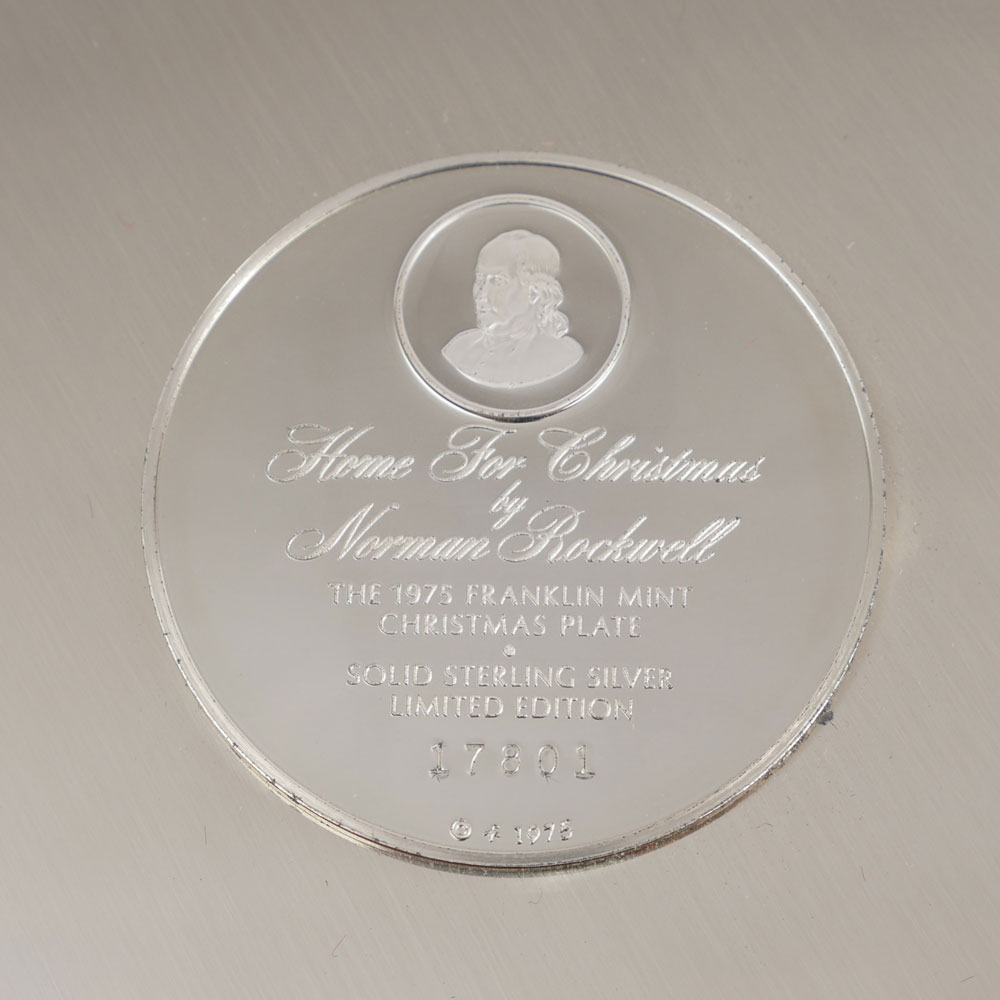 Home For Christmas
by
Norman Rockwell
THE 1975 FRANKLIN MINT
CHRISTMAS PLATE
•
SOLID STERLING SILVER
LIMITED EDITION
17801
© 1975